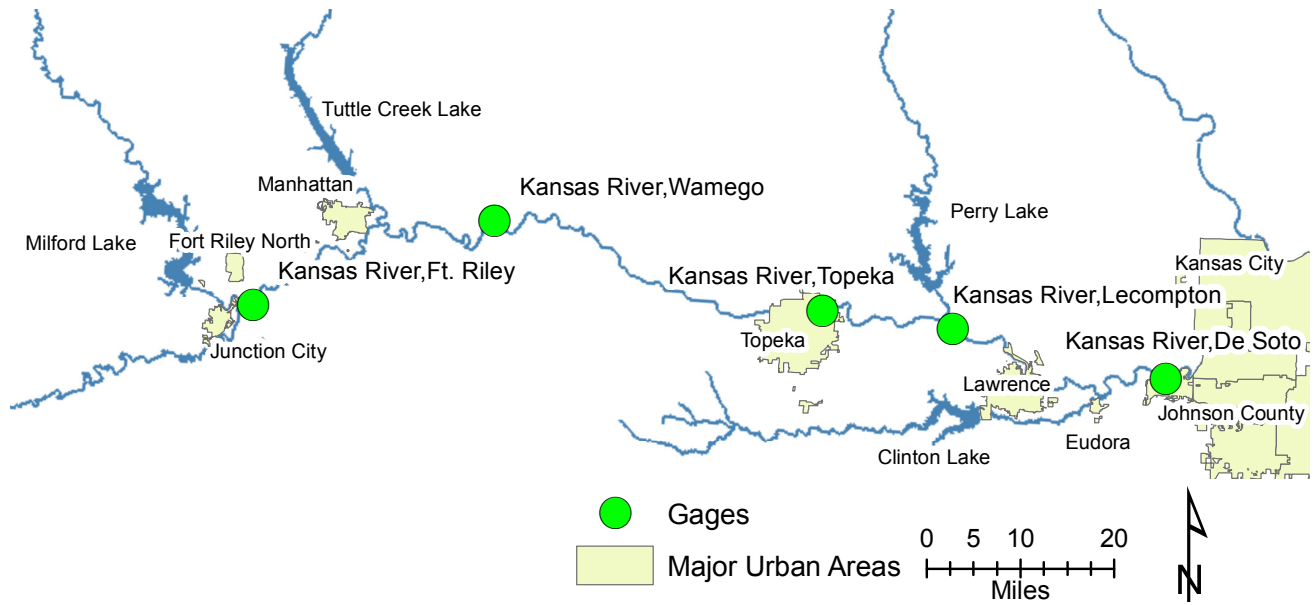 Tuttle Creek Lake
Manhattan
Kansas River,Wamego
Perry Lake
Milford Lake
Fort Riley North
Kansas City
Kansas River,Ft. Riley
Kansas River,Topeka
Kansas River,Lecompton
Topeka
Kansas River,De Soto
Junction City
Lawrence
Johnson County
Eudora
Clinton Lake
Gages
Major Urban Areas
0 5 10 20
Miles
N